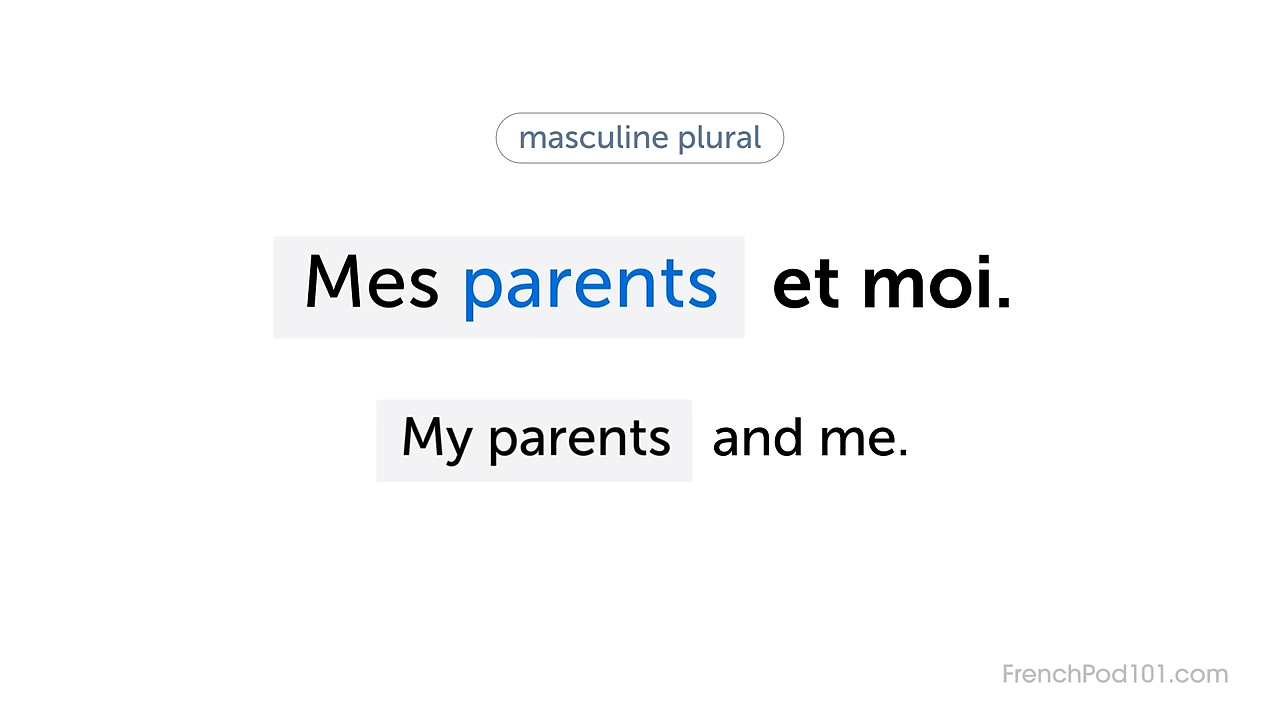 masculine plural
Mes parents et moi.
My parents and me.
FrenchPod101.com